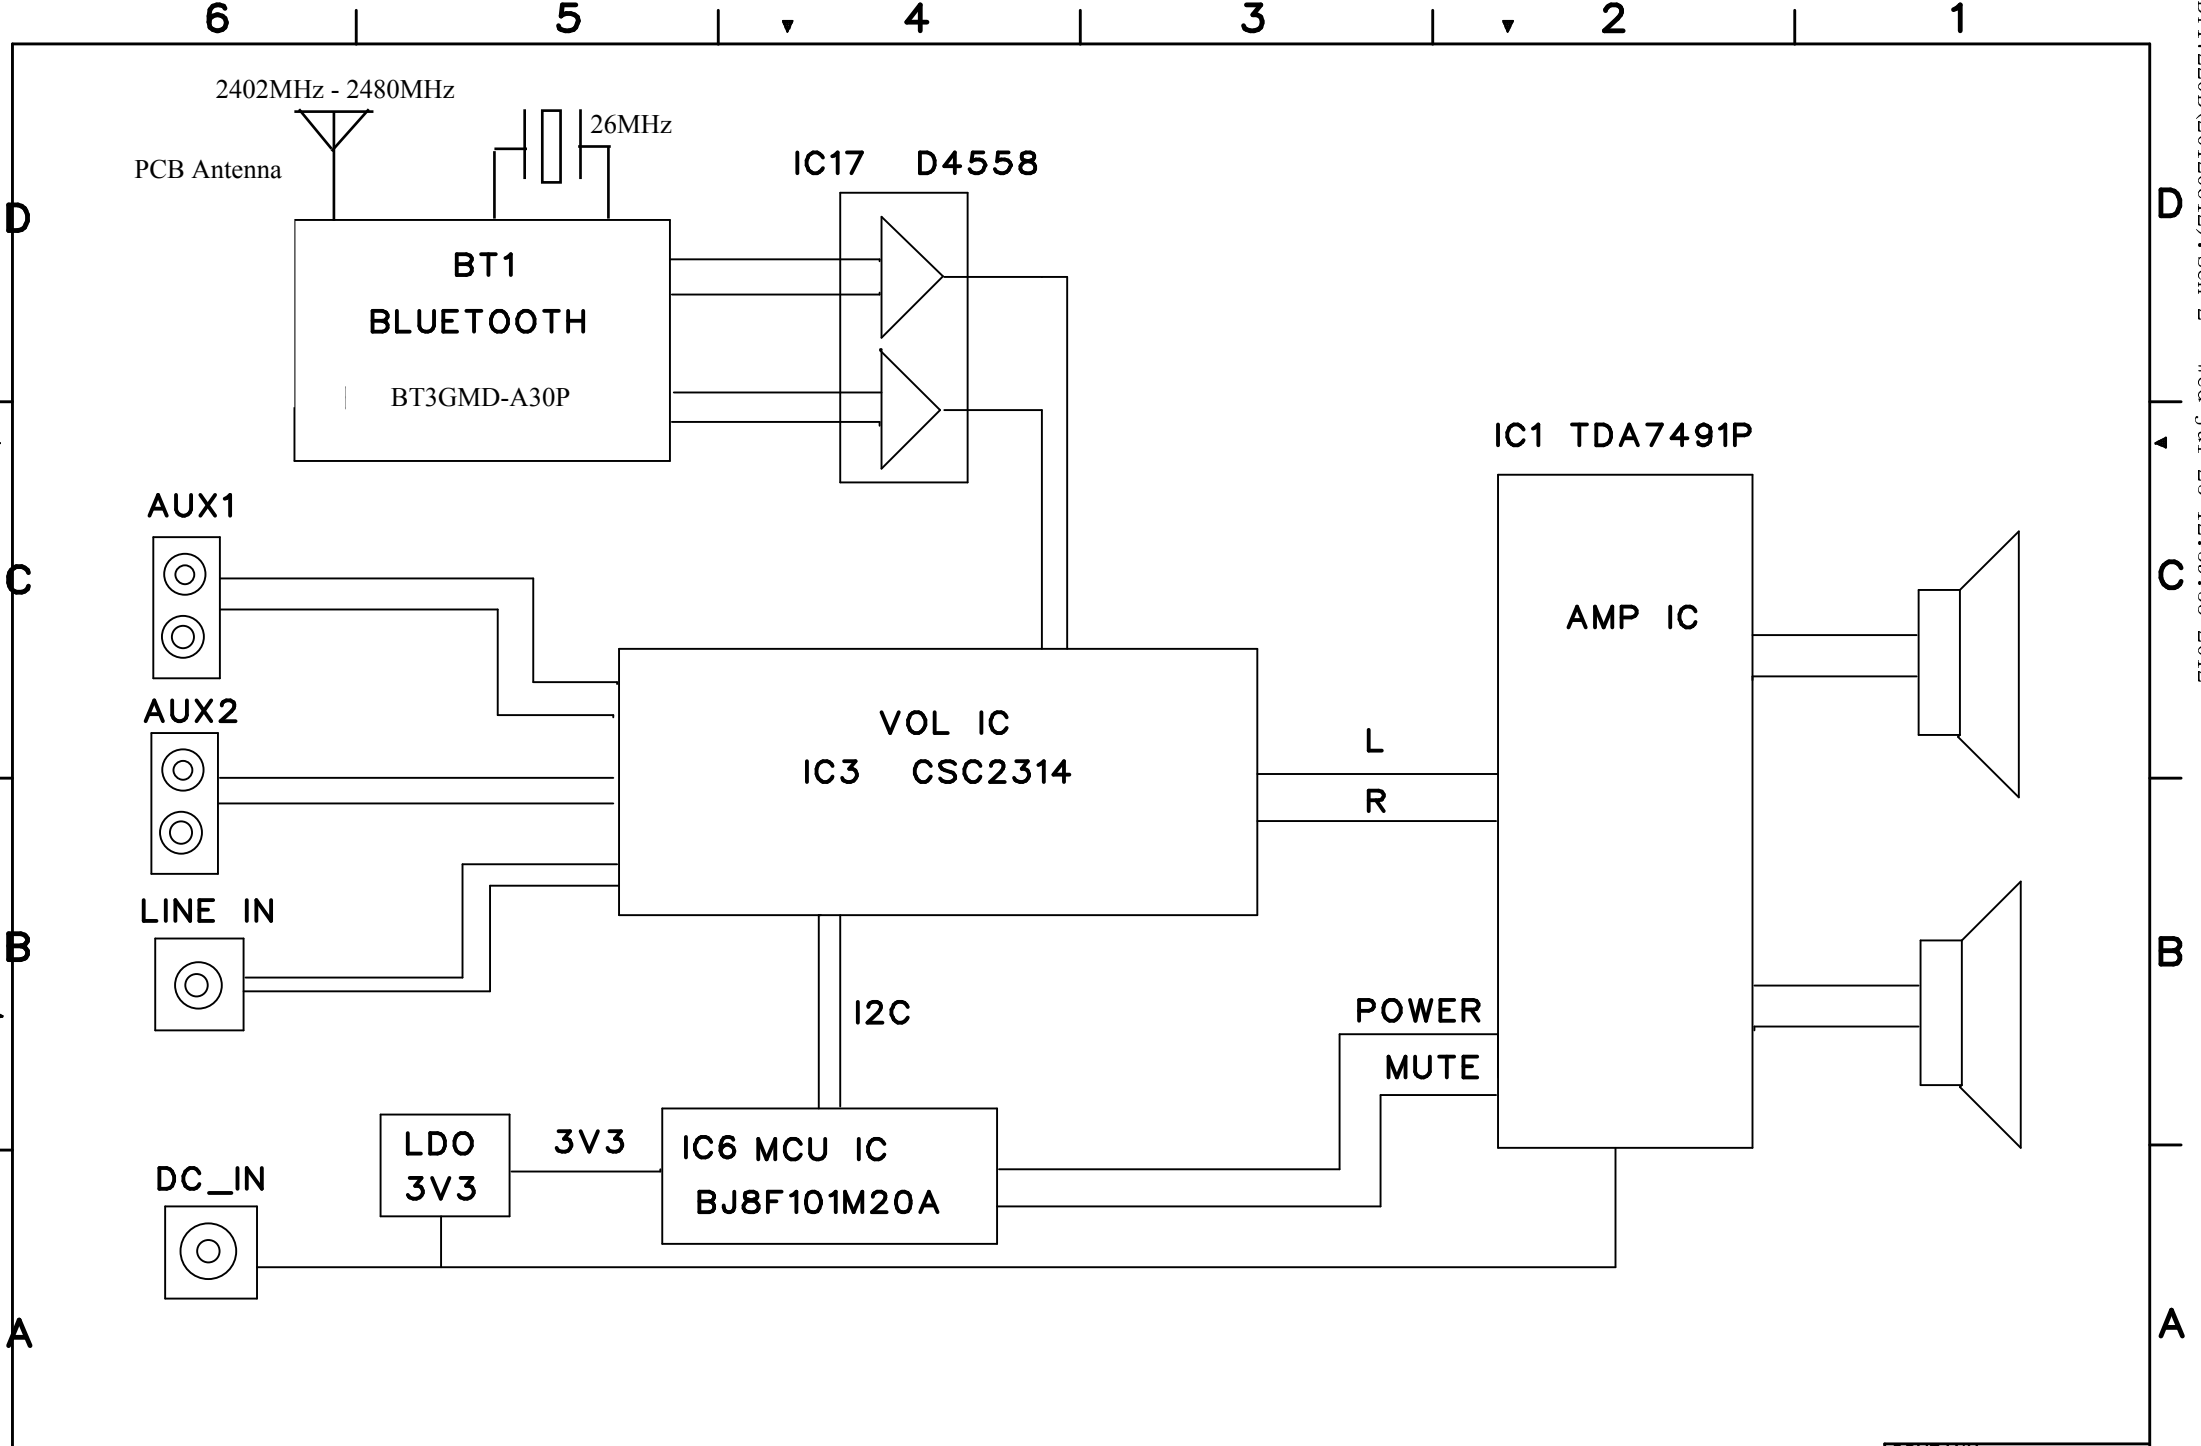 6 5 4 3 2 1
2402MHz - 2480MHz
26MHz
PCB Antenna
IC17 D4558
D D
BT1
BLUETOOTH
BT3GMD-A30P
IC1 TDA7491P
AUX1
C C
AMP IC
AUX2
VOL IC
IC3 CSC2314
L
R
LINE IN
B B
I2C
POWER
MUTE
LDO
3V3
3V3
IC6 MCU IC
BJ8F101M20A
DC_IN
A A